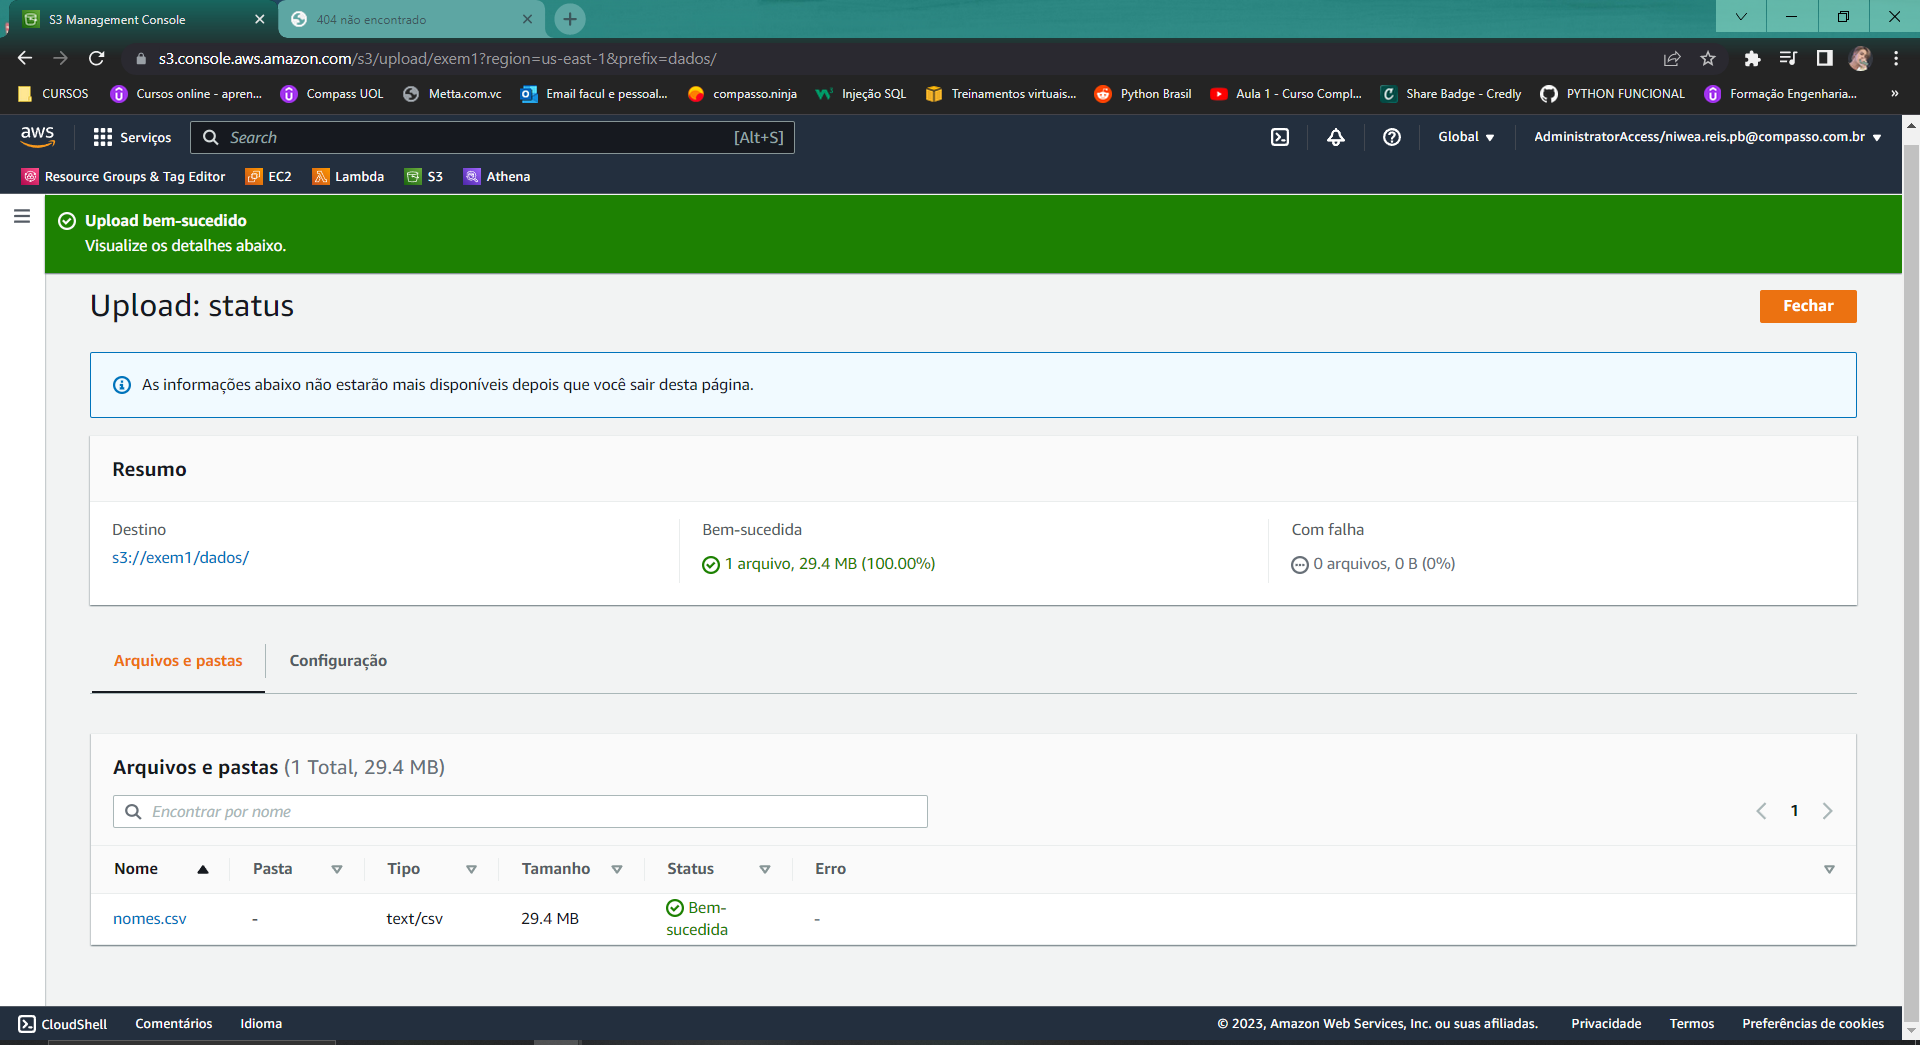 S3 Management Console
404 não encontrado
s3.console.aws.amazon.com/s3/upload/exem1?region=us-east-1&prefix=dados/
CURSOS Cursos online - apren... Compass UOL Metta.com.vc Email facul e pessoal... compasso.ninja Injeção SQL Treinamentos virtuais... Python Brasil Aula 1 - Curso Compl... Share Badge - Credly PYTHON FUNCIONAL Formação Engenharia... »
aws Serviços Search [Alt+S] Global AdministratorAccess/niwea.reis.pb@compasso.com.br
Resource Groups & Tag Editor EC2 Lambda S3 Athena
Upload bem-sucedido
Visualize os detalhes abaixo.
Upload: status
Fechar
As informações abaixo não estarão mais disponíveis depois que você sair desta página.
Resumo
Destino
s3://exem1/dados/
Bem-sucedida
1 arquivo, 29.4 MB (100.00%)
Com falha
0 arquivos, 0 B (0%)
Arquivos e pastas Configuração
Arquivos e pastas (1 Total, 29.4 MB)
Encontrar por nome
1
Nome Pasta Tipo Tamanho Status Erro
nomes.csv - text/csv 29.4 MB Bem-sucedida -
CloudShell Comentários Idioma © 2023, Amazon Web Services, Inc. ou suas afiliadas. Privacidade Termos Preferências de cookies